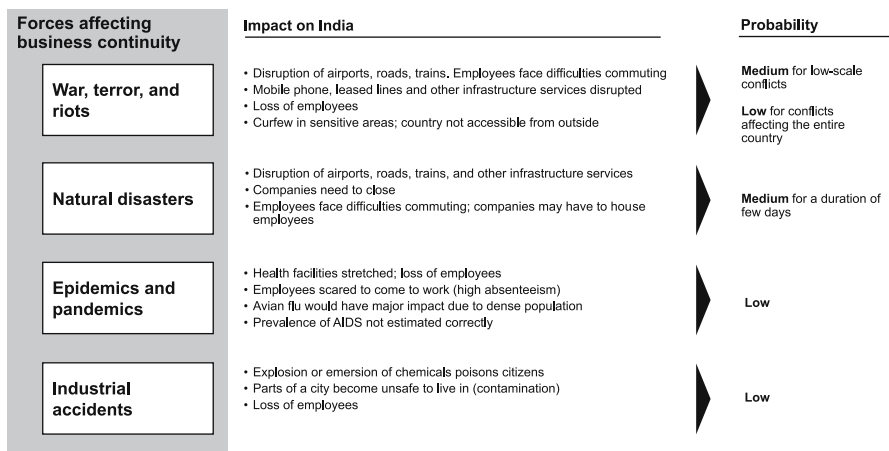 Forces affecting
business continuity
Impact on India
Probability
War, terror, and
riots
• Disruption of airports, roads, trains. Employees face difficulties commuting
• Mobile phone, leased lines and other infrastructure services disrupted
• Loss of employees
• Curfew in sensitive areas; country not accessible from outside
Medium for low-scale
conflicts
Low for conflicts
affecting the entire
country
Natural disasters
• Disruption of airports, roads, trains, and other infrastructure services
• Companies need to close
• Employees face difficulties commuting; companies may have to house
employees
Medium for a duration of
few days
Epidemics and
pandemics
• Health facilities stretched; loss of employees
• Employees scared to come to work (high absenteeism)
• Avian flu would have major impact due to dense population
• Prevalence of AIDS not estimated correctly
Low
Industrial
accidents
• Explosion or emersion of chemicals poisons citizens
• Parts of a city become unsafe to live in (contamination)
• Loss of employees
Low